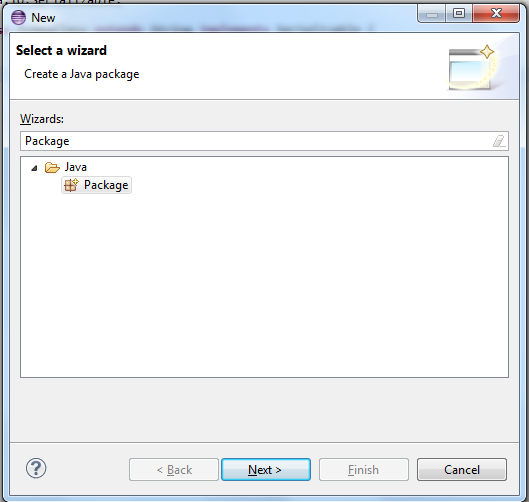 New
Select a wizard
Create a Java package
Wizards:
Package
Java
Package
?
< Back
Next >
Finish
Cancel